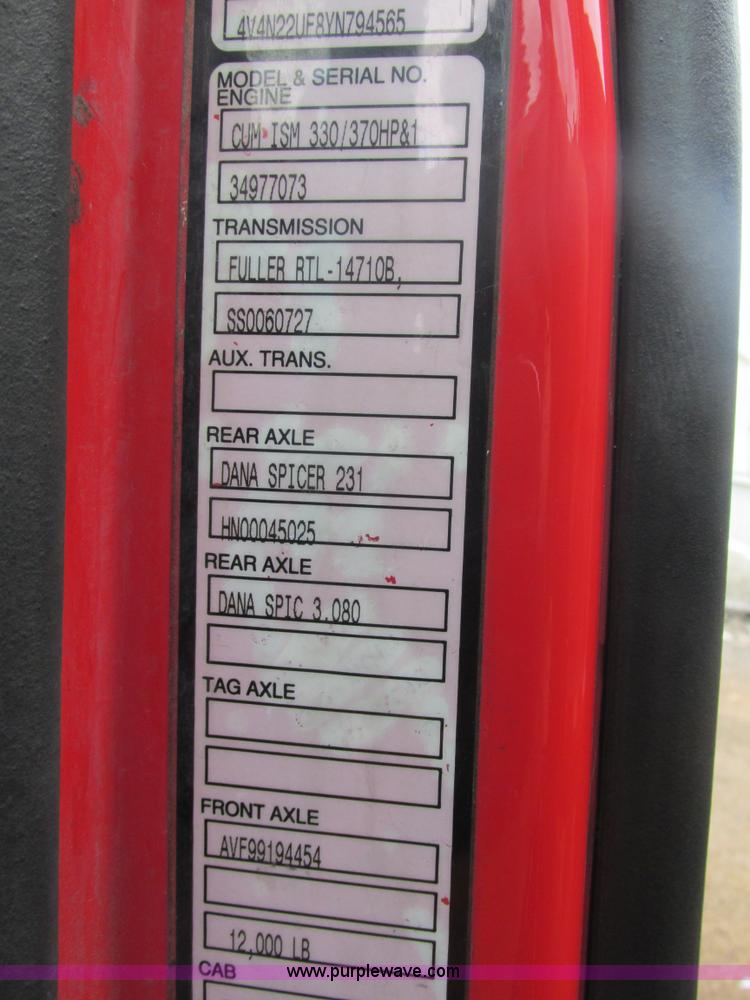 4V4N22UF8YN794565
MODEL & SERIAL NO.
ENGINE
CUM ISM 330/370HP&1
34977073
TRANSMISSION
FULLER RTL-14710B,
SS0060727
AUX. TRANS.
REAR AXLE
DANA SPICER 231
HN00045025
REAR AXLE
DANA SPIC 3.080
TAG AXLE
FRONT AXLE
AVF99194454
12,000 LB
CAB
www.purplewave.com